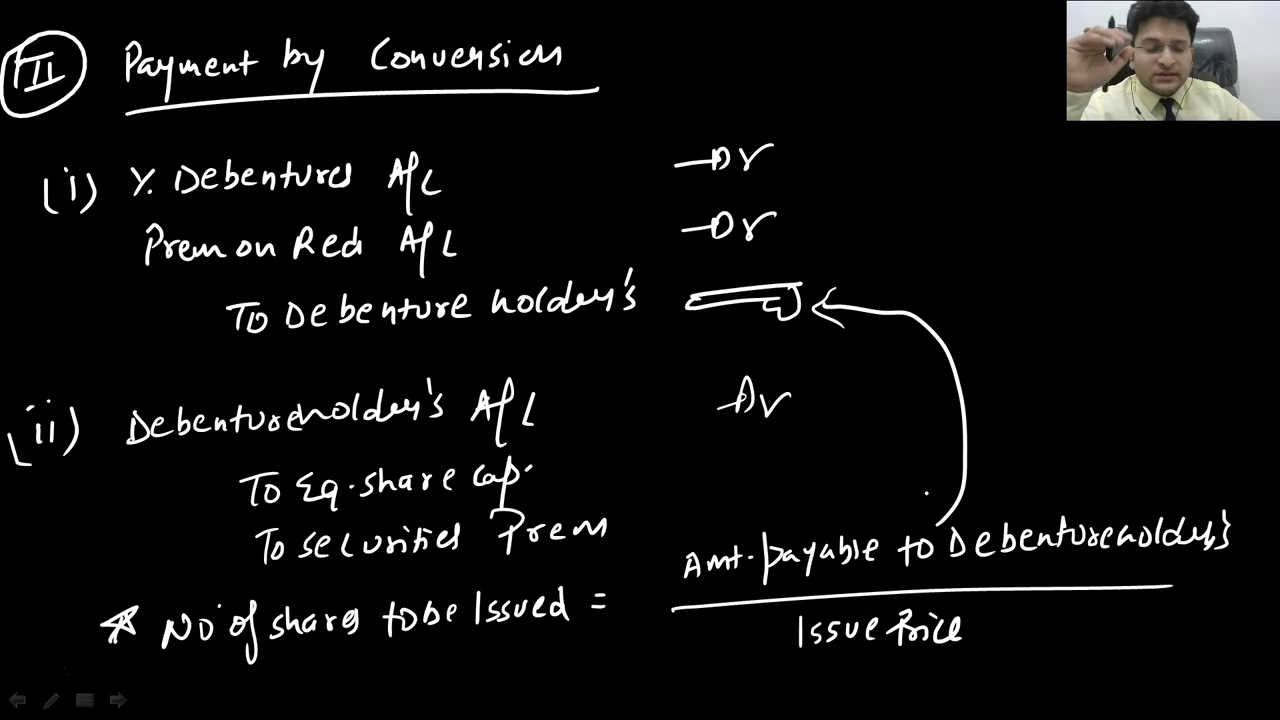 III Payment by Conversion
(i) %. Debentures A/c —Dr
Prem on Red A/c —Dr
To Debenture holder's
(ii) Debentureholder's A/c —Dr
To Eq. share cap.
To securities Prem
* No of shares to be Issued = Amt. payable to Debentureholders
Issue Price